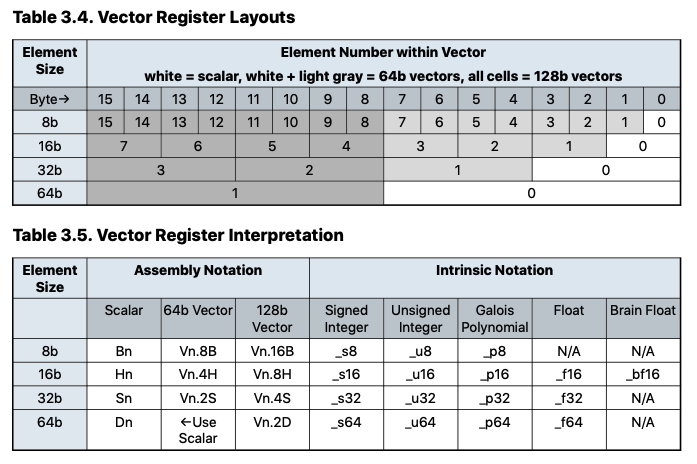 Table 3.4. Vector Register Layouts
Element Size Element Number within Vector
white = scalar, white + light gray = 64b vectors, all cells = 128b vectors
Byte→ 15 14 13 12 11 10 9 8 7 6 5 4 3 2 1 0
8b 15 14 13 12 11 10 9 8 7 6 5 4 3 2 1 0
16b 7 6 5 4 3 2 1 0
32b 3 2 1 0
64b 1 0
Table 3.5. Vector Register Interpretation
Element Size Assembly Notation Intrinsic Notation
Scalar 64b Vector 128b Vector Signed Integer Unsigned Integer Galois Polynomial Float Brain Float
8b Bn Vn.8B Vn.16B _s8 _u8 _p8 N/A N/A
16b Hn Vn.4H Vn.8H _s16 _u16 _p16 _f16 _bf16
32b Sn Vn.2S Vn.4S _s32 _u32 _p32 _f32 N/A
64b Dn ←Use Scalar Vn.2D _s64 _u64 _p64 _f64 N/A